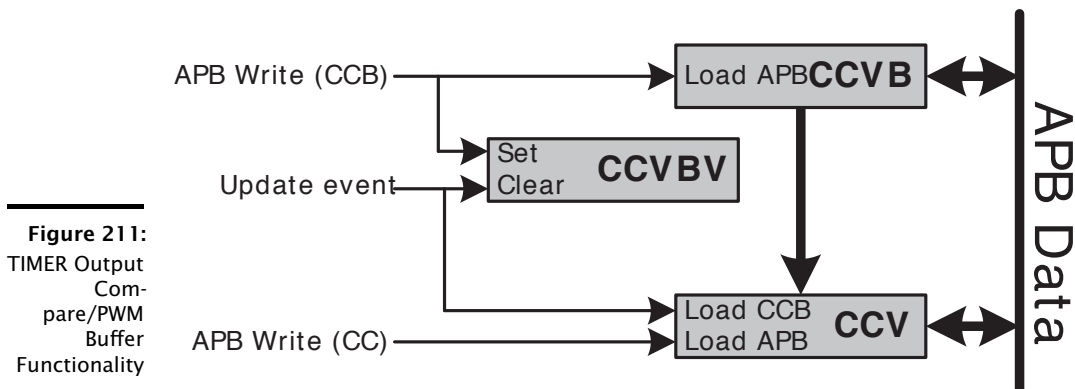 APB Write (CCB)
Load APB CCVB
Set
Clear
CCVBV
Update event
Load CCB
Load APB
CCV
APB Write (CC)
APB Data
Figure 211:
TIMER Output
Com-
pare/PWM
Buffer
Functionality